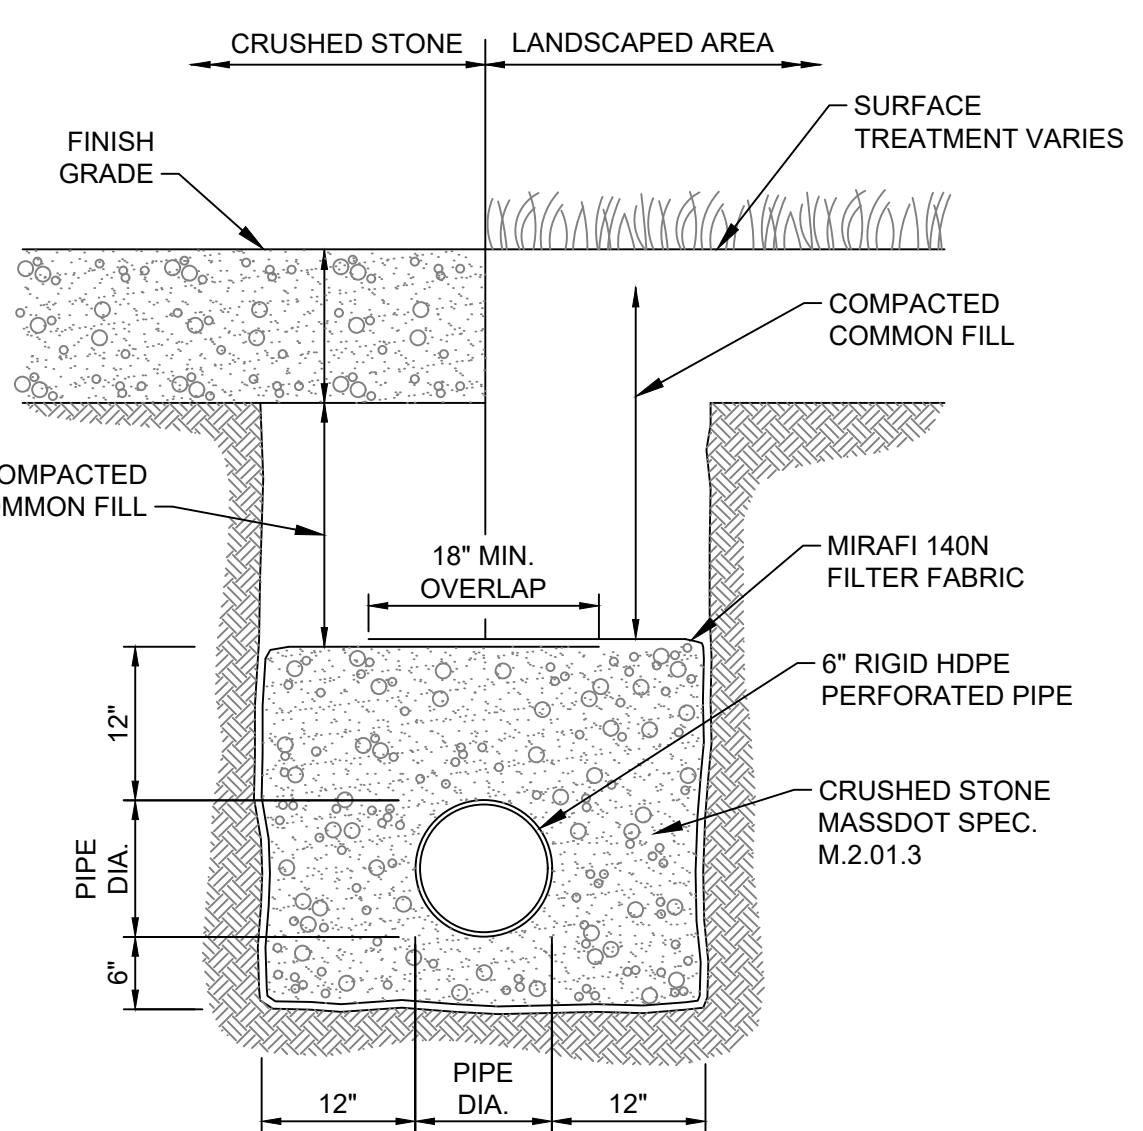 CRUSHED STONE
LANDSCAPED AREA
SURFACE
TREATMENT VARIES
FINISH
GRADE
COMPACTED
COMMON FILL
OMPACTED
OMMON FILL
18" MIN.
OVERLAP
MIRAFI 140N
FILTER FABRIC
6" RIGID HDPE
PERFORATED PIPE
12"
CRUSHED STONE
MASSDOT SPEC.
M.2.01.3
PIPE
DIA.
6"
12"
PIPE
DIA.
12"